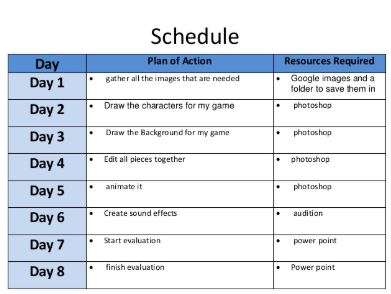 Schedule
Day Plan of Action Resources Required
Day 1 • gather all the images that are needed • Google images and a
folder to save them in
Day 2 • Draw the characters for my game • photoshop
Day 3 • Draw the Background for my game • photoshop
Day 4 • Edit all pieces together • photoshop
Day 5 • animate it • photoshop
Day 6 • Create sound effects • audition
Day 7 • Start evaluation • power point
Day 8 • finish evaluation • Power point